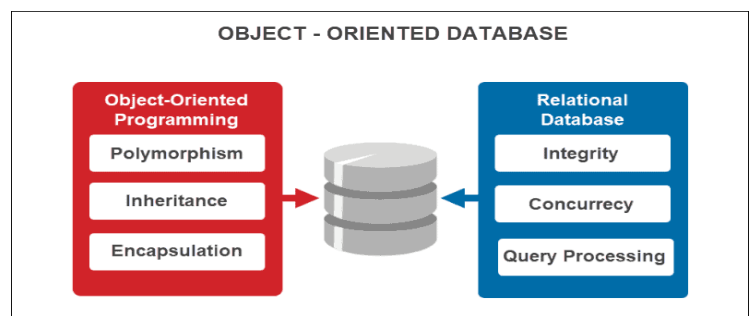 OBJECT - ORIENTED DATABASE
Object-Oriented
Programming
Polymorphism
Inheritance
Encapsulation
Relational
Database
Integrity
Concurrecy
Query Processing